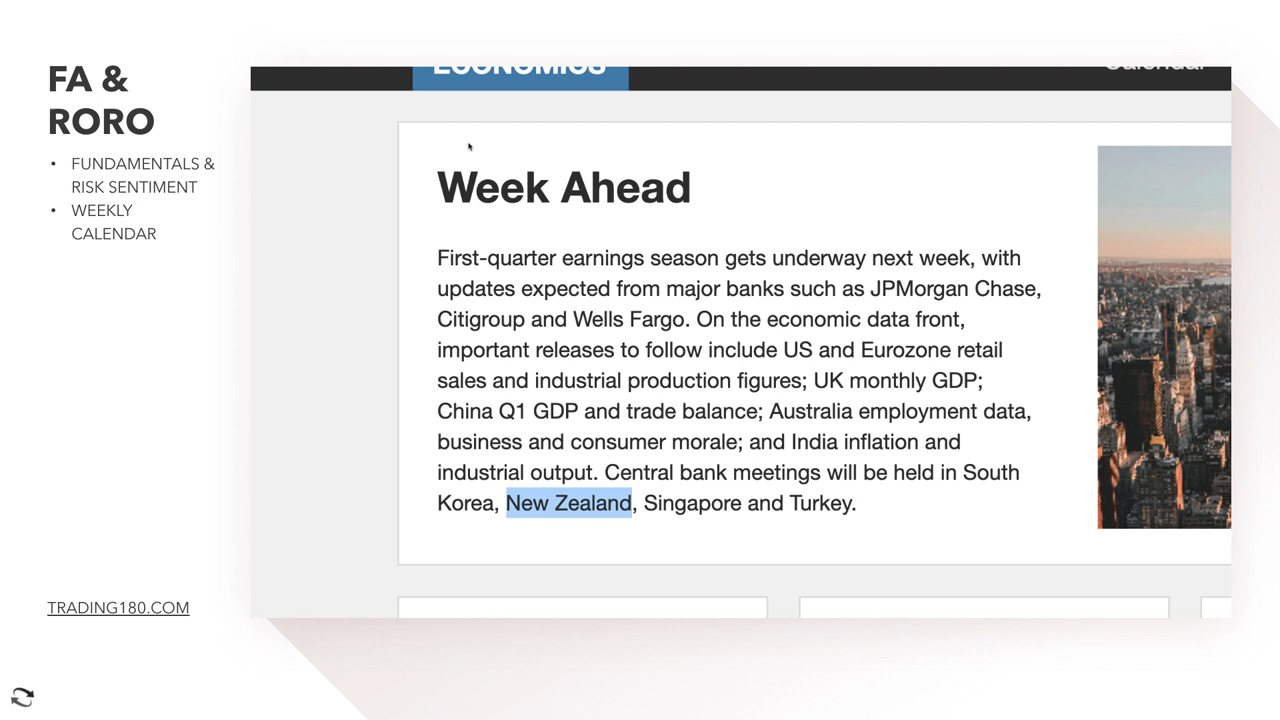 FA &
RORO
• FUNDAMENTALS &
RISK SENTIMENT
• WEEKLY
CALENDAR
TRADING180.COM
ECONOMICS
Calendar
Week Ahead
First-quarter earnings season gets underway next week, with
updates expected from major banks such as JPMorgan Chase,
Citigroup and Wells Fargo. On the economic data front,
important releases to follow include US and Eurozone retail
sales and industrial production figures; UK monthly GDP;
China Q1 GDP and trade balance; Australia employment data,
business and consumer morale; and India inflation and
industrial output. Central bank meetings will be held in South
Korea, New Zealand, Singapore and Turkey.